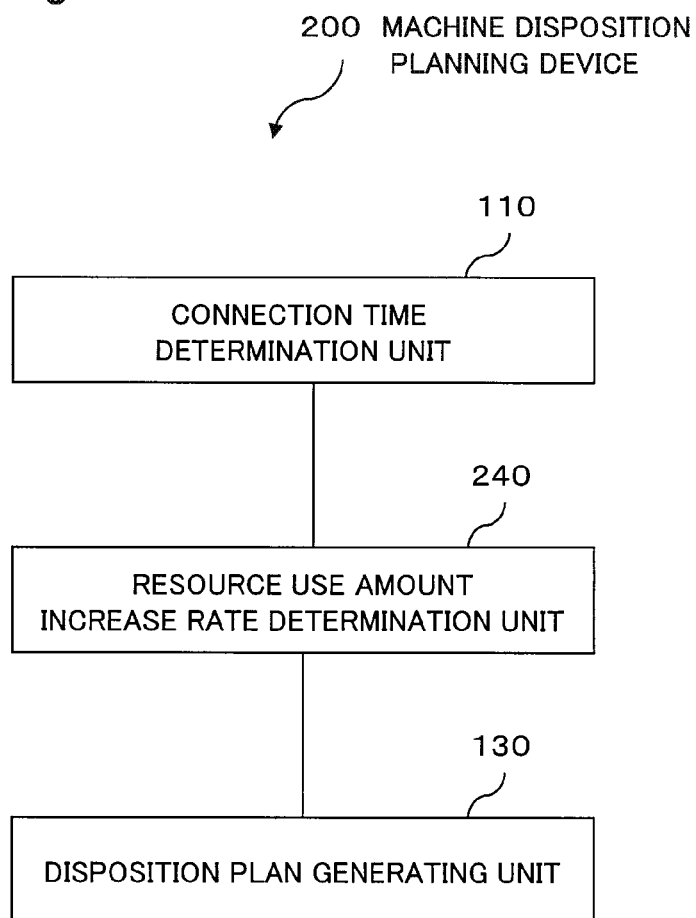 200 MACHINE DISPOSITION
PLANNING DEVICE
110
CONNECTION TIME
DETERMINATION UNIT
240
RESOURCE USE AMOUNT
INCREASE RATE DETERMINATION UNIT
130
DISPOSITION PLAN GENERATING UNIT